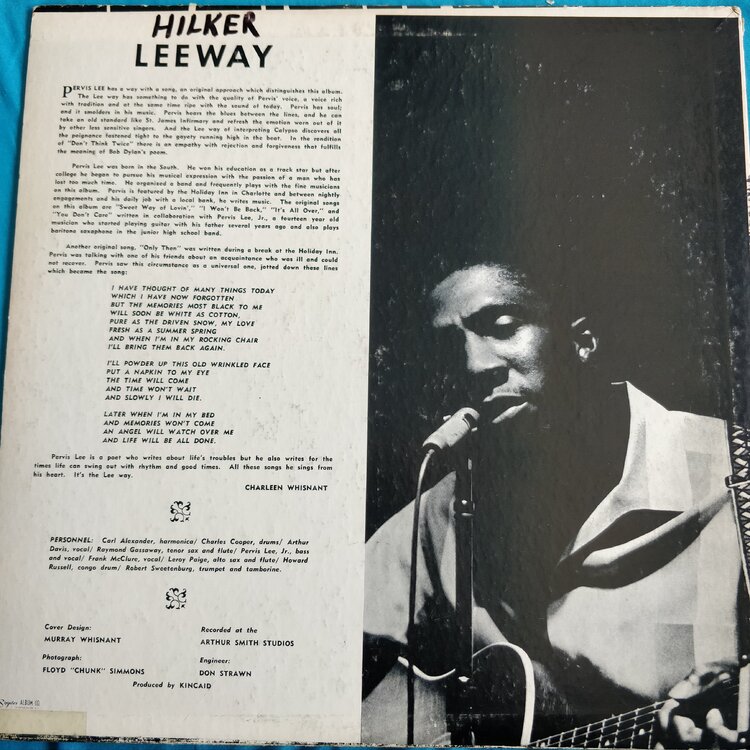 HILKER
LEEWAY
PERVIS LEE has a way with a song, an original approach which distinguishes this album.
The Lee way has something to do with the quality of Pervis' voice, a voice rich
with tradition and at the same time ripe with the sound of today. Pervis has soul;
and it smolders in his music. Pervis hears the blues between the lines, and he can
take an old standard like St. James Infirmary and refresh the emotion worn out of it
by other less sensitive singers. And the Lee way of interpreting Calypso discovers all
the poignance fastened tight to the gayety running high in the beat. In the rendition
of "Don't Think Twice" there is an empathy with rejection and forgiveness that fulfills
the meaning of Bob Dylan's poem.
Pervis Lee was born in the South. He won his education as a track star but after
college he began to pursue his musical expression with the passion of a man who has
lost too much time. He organized a band and frequently plays with the fine musicians
on this album. Pervis is featured by the Holiday Inn in Charlotte and between nightly
engagements and his daily job with a local bank, he writes music. The original songs
on this album are "Sweet Way of Lovin'," "I Won't Be Back," "It's All Over," and
"You Don't Care" written in collaboration with Pervis Lee, Jr., a fourteen year old
musician who started playing guitar with his father several years ago and also plays
baritone saxophone in the junior high school band.
Another original song, "Only Then" was written during a break at the Holiday Inn.
Pervis was talking with one of his friends about an acquaintance who was ill and could
not recover. Pervis saw this circumstance as a universal one, jotted down these lines
which became the song:
I HAVE THOUGHT OF MANY THINGS TODAY
WHICH I HAVE NOW FORGOTTEN
BUT THE MEMORIES MOST BLACK TO ME
WILL SOON BE WHITE AS COTTON,
PURE AS THE DRIVEN SNOW, MY LOVE
FRESH AS A SUMMER SPRING
AND WHEN I'M IN MY ROCKING CHAIR
I'LL BRING THEM BACK AGAIN.
I'LL POWDER UP THIS OLD WRINKLED FACE
PUT A NAPKIN TO MY EYE
THE TIME WILL COME
AND TIME WON'T WAIT
AND SLOWLY I WILL DIE.
LATER WHEN I'M IN MY BED
AND MEMORIES WON'T COME
AN ANGEL WILL WATCH OVER ME
AND LIFE WILL BE ALL DONE.
Pervis Lee is a poet who writes about life's troubles but he also writes for the
times life can swing out with rhythm and good times. All these songs he sings from
his heart. It's the Lee way.
CHARLEEN WHISNANT
PERSONNEL: Carl Alexander, harmonica/ Charles Cooper, drums/ Arthur
Davis, vocal/ Raymond Gassaway, tenor sax and flute/ Pervis Lee, Jr., bass
and vocal/ Frank McClure, vocal/ Leroy Paige, alto sax and flute/ Howard
Russell, congo drum/ Robert Sweetenburg, trumpet and tamborine.
Cover Design:
MURRAY WHISNANT
Recorded at the
ARTHUR SMITH STUDIOS
Photograph:
FLOYD "CHUNK" SIMMONS
Engineer:
DON STRAWN
Produced by KINCAID
ALBUM CO